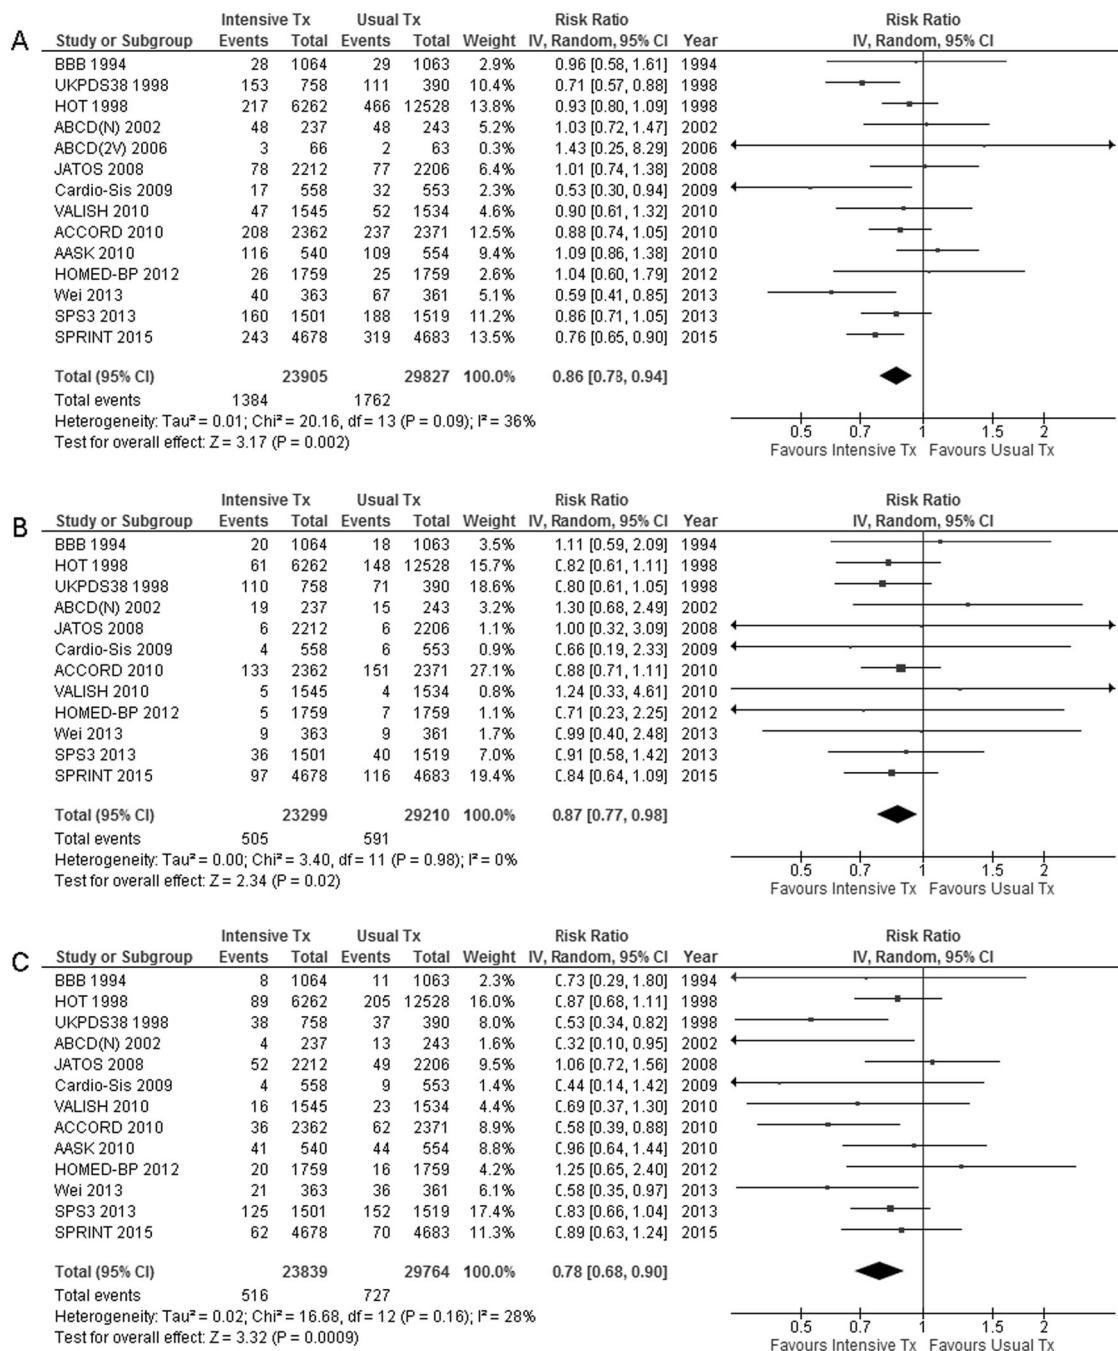 A
Intensive Tx Usual Tx Risk Ratio Risk Ratio
Study or Subgroup Events Total Events Total Weight IV, Random, 95% CI Year IV, Random, 95% CI
BBB 1994 28 1064 29 1063 2.9% 0.96 [0.58, 1.61] 1994
UKPDS38 1998 153 758 111 390 10.4% 0.71 [0.57, 0.88] 1998
HOT 1998 217 6262 466 12528 13.8% 0.93 [0.80, 1.09] 1998
ABCD(N) 2002 48 237 48 243 5.2% 1.03 [0.72, 1.47] 2002
ABCD(2V) 2006 3 66 2 63 0.3% 1.43 [0.25, 8.29] 2006
JATOS 2008 78 2212 77 2206 6.6% 1.01 [0.74, 1.38] 2008
Cardio-Sis 2009 17 558 32 553 2.3% 0.53 [0.30, 0.94] 2009
VALISH 2010 47 1545 52 1534 4.6% 0.90 [0.61, 1.32] 2010
ACCORD 2010 208 2362 237 2371 12.5% 0.88 [0.74, 1.05] 2010
AASK 2010 116 540 109 554 9.4% 1.09 [0.86, 1.38] 2010
HOMED-BP 2012 26 1759 25 1759 2.6% 1.04 [0.60, 1.79] 2012
Wei 2013 40 363 67 361 5.1% 0.59 [0.41, 0.85] 2013
SPS3 2013 160 1501 188 1519 11.2% 0.86 [0.71, 1.05] 2013
SPRINT 2015 243 4678 319 4683 13.5% 0.76 [0.65, 0.90] 2015
Total (95% CI) 23905 29827 100.0% 0.86 [0.78, 0.94]
Total events 1384 1762
Heterogeneity: Tau² = 0.01; Chi² = 20.16, df = 13 (P = 0.09); I² = 36%
Test for overall effect: Z = 3.17 (P = 0.002)
0.5 0.7 1 1.5 2
Favours Intensive Tx Favours Usual Tx
B
Intensive Tx Usual Tx Risk Ratio Risk Ratio
Study or Subgroup Events Total Events Total Weight IV, Random, 95% CI Year IV, Random, 95% CI
BBB 1994 20 1064 18 1063 3.5% 1.11 [0.59, 2.09] 1994
HOT 1998 61 6262 148 12528 15.7% 0.82 [0.61, 1.11] 1998
UKPDS38 1998 110 758 71 390 18.6% 0.80 [0.61, 1.05] 1998
ABCD(N) 2002 19 237 15 243 3.2% 1.30 [0.68, 2.49] 2002
JATOS 2008 6 2212 6 2206 1.1% 1.00 [0.32, 3.09] 2008
Cardio-Sis 2009 4 558 6 553 0.9% 0.66 [0.19, 2.33] 2009
ACCORD 2010 133 2362 151 2371 27.1% 0.88 [0.71, 1.11] 2010
VALISH 2010 5 1545 4 1534 0.8% 1.24 [0.33, 4.61] 2010
HOMED-BP 2012 5 1759 7 1759 1.1% 0.71 [0.23, 2.25] 2012
Wei 2013 9 363 9 361 1.7% 0.99 [0.40, 2.48] 2013
SPS3 2013 36 1501 40 1519 7.0% 0.91 [0.58, 1.42] 2013
SPRINT 2015 97 4678 116 4683 19.4% 0.84 [0.64, 1.09] 2015
Total (95% CI) 23299 29210 100.0% 0.87 [0.77, 0.98]
Total events 505 591
Heterogeneity: Tau² = 0.00; Chi² = 3.40, df = 11 (P = 0.98); I² = 0%
Test for overall effect: Z = 2.34 (P = 0.02)
0.5 0.7 1 1.5 2
Favours Intensive Tx Favours Usual Tx
C
Intensive Tx Usual Tx Risk Ratio Risk Ratio
Study or Subgroup Events Total Events Total Weight IV, Random, 95% CI Year IV, Random, 95% CI
BBB 1994 8 1064 11 1063 2.3% 0.73 [0.29, 1.80] 1994
HOT 1998 89 6262 205 12528 16.0% 0.87 [0.68, 1.11] 1998
UKPDS38 1998 38 758 37 390 8.0% 0.53 [0.34, 0.82] 1998
ABCD(N) 2002 4 237 13 243 1.6% 0.32 [0.10, 0.95] 2002
JATOS 2008 52 2212 49 2206 9.5% 1.06 [0.72, 1.56] 2008
Cardio-Sis 2009 4 558 9 553 1.4% 0.44 [0.14, 1.42] 2009
VALISH 2010 16 1545 23 1534 4.4% 0.69 [0.37, 1.30] 2010
ACCORD 2010 36 2362 62 2371 8.9% 0.58 [0.39, 0.88] 2010
AASK 2010 41 540 44 554 9.2% 0.96 [0.64, 1.44] 2010
HOMED-BP 2012 20 1759 16 1759 4.2% 1.25 [0.65, 2.40] 2012
Wei 2013 21 363 36 361 6.1% 0.58 [0.35, 0.97] 2013
SPS3 2013 125 1501 152 1519 17.4% 0.83 [0.66, 1.04] 2013
SPRINT 2015 62 4678 70 4683 11.3% 0.89 [0.63, 1.24] 2015
Total (95% CI) 23839 29764 100.0% 0.78 [0.68, 0.90]
Total events 516 727
Heterogeneity: Tau² = 0.02; Chi² = 16.68, df = 12 (P = 0.16); I² = 28%
Test for overall effect: Z = 3.32 (P = 0.0009)
0.5 0.7 1 1.5 2
Favours Intensive Tx Favours Usual Tx